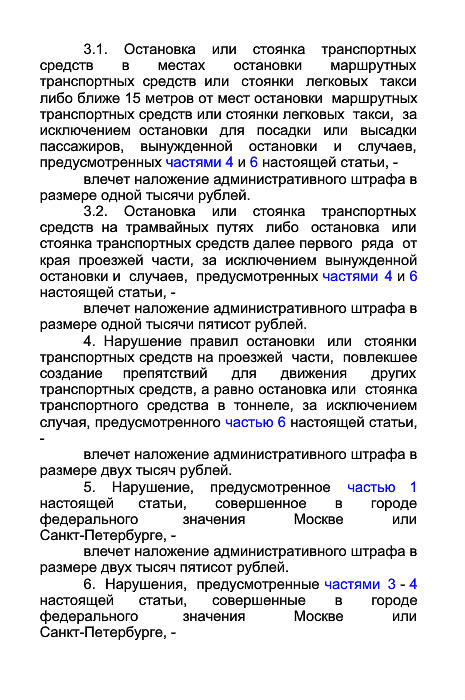 3.1. Остановка или стоянка транспортных
средств в местах остановки маршрутных
транспортных средств или стоянки легковых такси
либо ближе 15 метров от мест остановки маршрутных
транспортных средств или стоянки легковых такси, за
исключением остановки для посадки или высадки
пассажиров, вынужденной остановки и случаев,
предусмотренных частями 4 и 6 настоящей статьи, -
влечет наложение административного штрафа в
размере одной тысячи рублей.
3.2. Остановка или стоянка транспортных
средств на трамвайных путях либо остановка или
стоянка транспортных средств далее первого ряда от
края проезжей части, за исключением вынужденной
остановки и случаев, предусмотренных частями 4 и 6
настоящей статьи, -
влечет наложение административного штрафа в
размере одной тысячи пятисот рублей.
4. Нарушение правил остановки или стоянки
транспортных средств на проезжей части, повлекшее
создание препятствий для движения других
транспортных средств, а равно остановка или стоянка
транспортного средства в тоннеле, за исключением
случая, предусмотренного частью 6 настоящей статьи,
-
влечет наложение административного штрафа в
размере двух тысяч рублей.
5. Нарушение, предусмотренное частью 1
настоящей статьи, совершенное в городе
федерального значения Москве или
Санкт-Петербурге, -
влечет наложение административного штрафа в
размере двух тысяч пятисот рублей.
6. Нарушения, предусмотренные частями 3 - 4
настоящей статьи, совершенные в городе
федерального значения Москве или
Санкт-Петербурге, -